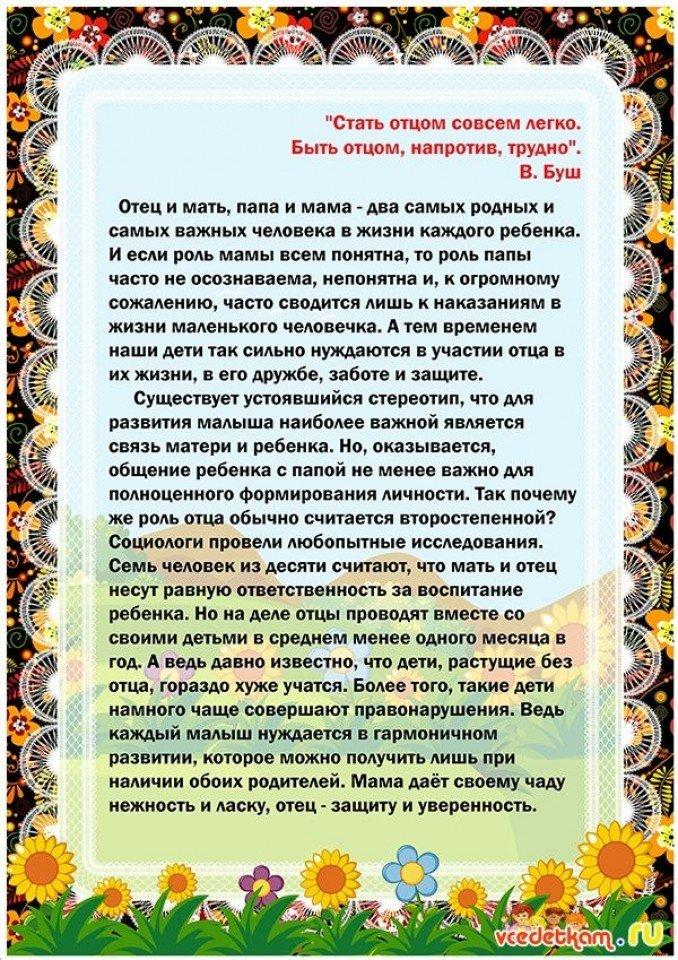 "Стать отцом совсем легко.
Быть отцом, напротив, трудно".
В. Буш
Отец и мать, папа и мама - два самых родных и
самых важных человека в жизни каждого ребенка.
И если роль мамы всем понятна, то роль папы
часто не осознаваема, непонятна и, к огромному
сожалению, часто сводится лишь к наказаниям в
жизни маленького человечка. А тем временем
наши дети так сильно нуждаются в участии отца в
их жизни, в его дружбе, заботе и защите.
Существует устоявшийся стереотип, что для
развития малыша наиболее важной является
связь матери и ребенка. Но, оказывается,
общение ребенка с папой не менее важно для
полноценного формирования личности. Так почему
же роль отца обычно считается второстепенной?
Социологи провели любопытные исследования.
Семь человек из десяти считают, что мать и отец
несут равную ответственность за воспитание
ребенка. Но на деле отцы проводят вместе со
своими детьми в среднем менее одного месяца в
год. А ведь давно известно, что дети, растущие без
отца, гораздо хуже учатся. Более того, такие дети
намного чаще совершают правонарушения. Ведь
каждый малыш нуждается в гармоничном
развитии, которое можно получить лишь при
наличии обоих родителей. Мама даёт своему чаду
нежность и ласку, отец - защиту и уверенность.
vcedetkam.ru